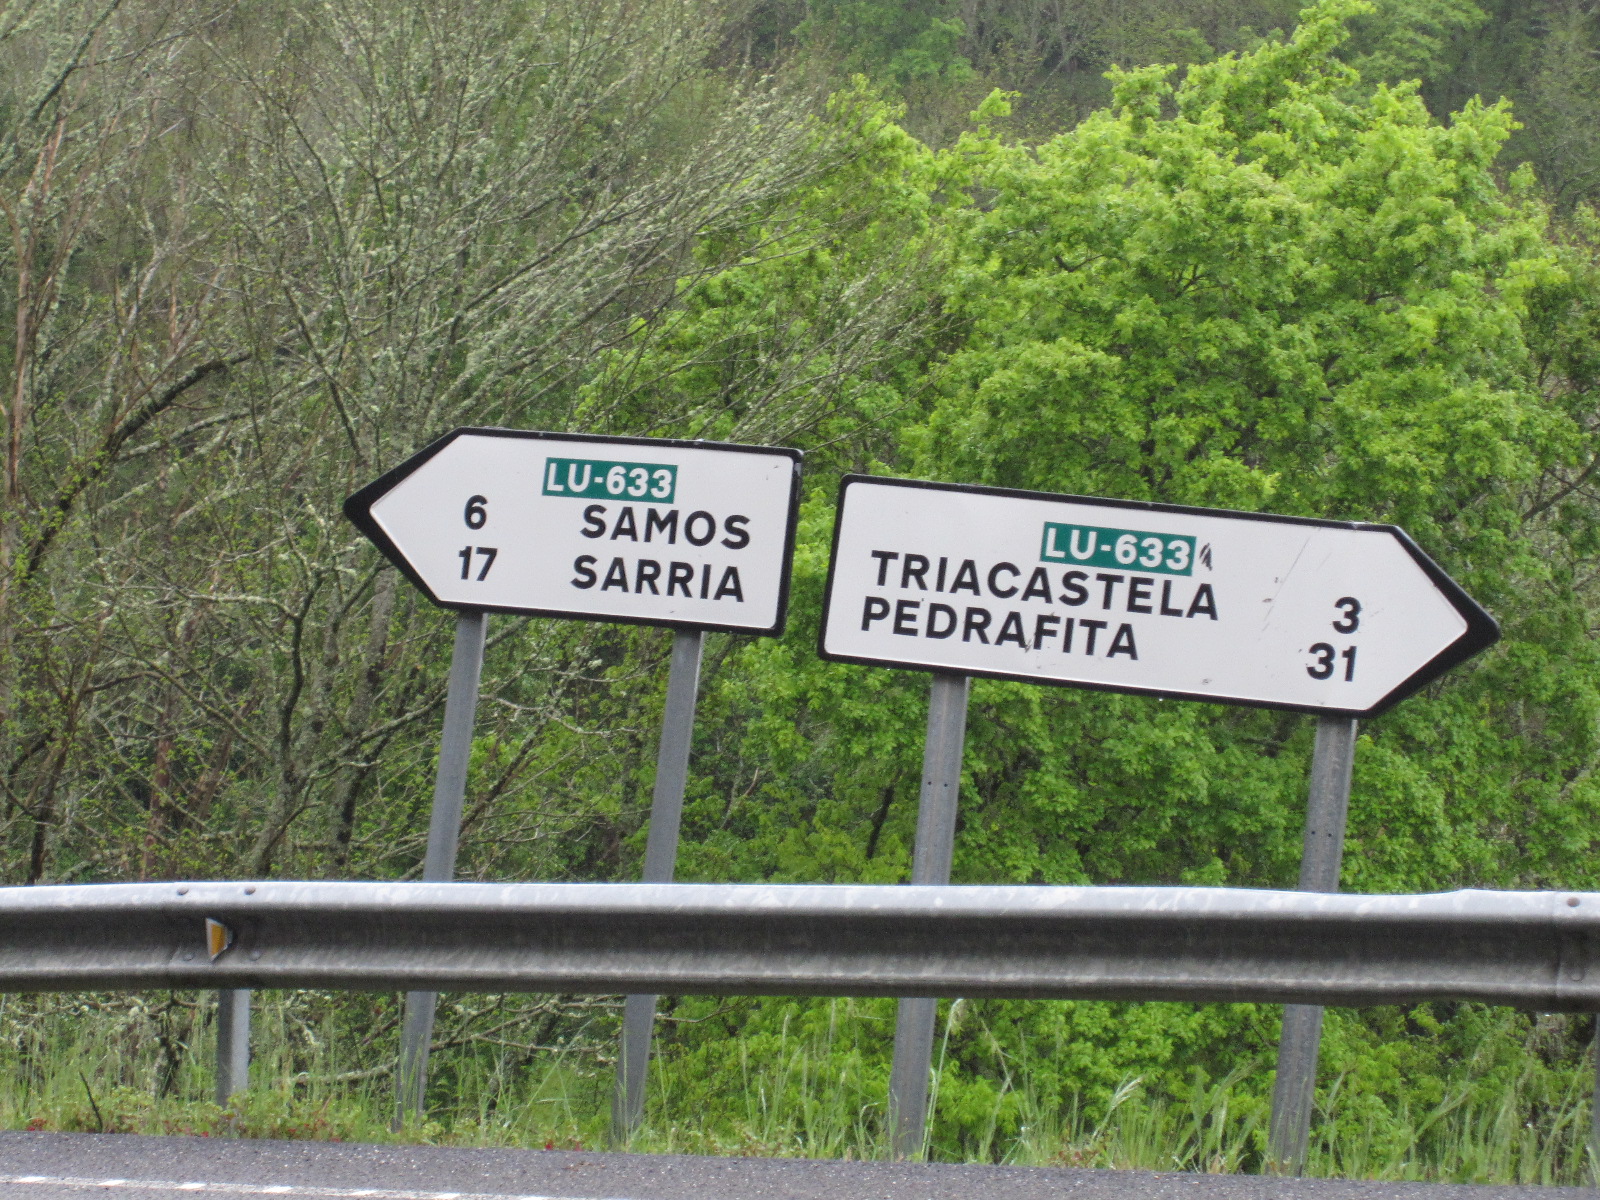 LU-633
6 SAMOS
17 SARRIA
LU-633
TRIACASTELA 3
PEDRAFITA 31